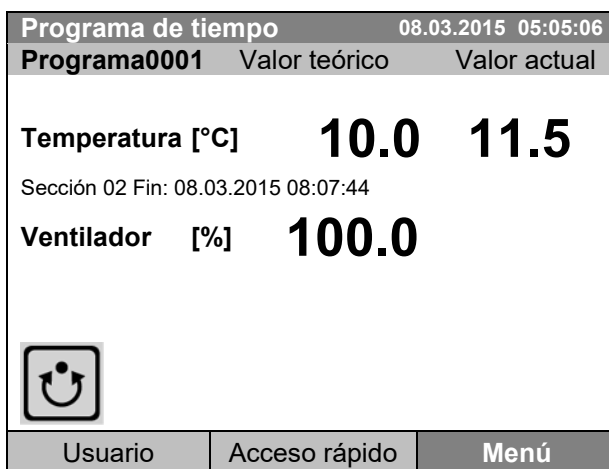 Programa de tiempo 08.03.2015 05:05:06
Programa0001 Valor teórico Valor actual
Temperatura [°C] 10.0 11.5
Sección 02 Fin: 08.03.2015 08:07:44
Ventilador [%] 100.0
Usuario Acceso rápido Menú